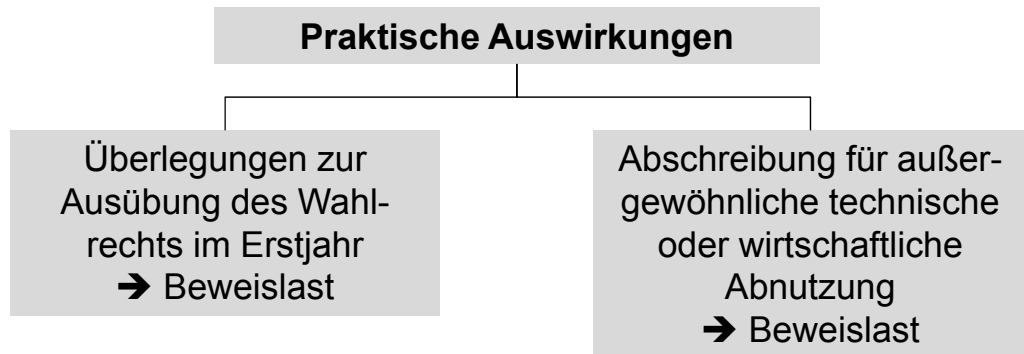 Praktische Auswirkungen
Überlegungen zur
Ausübung des Wahl-
rechts im Erstjahr
➔ Beweislast
Abschreibung für außer-
gewöhnliche technische
oder wirtschaftliche
Abnutzung
➔ Beweislast